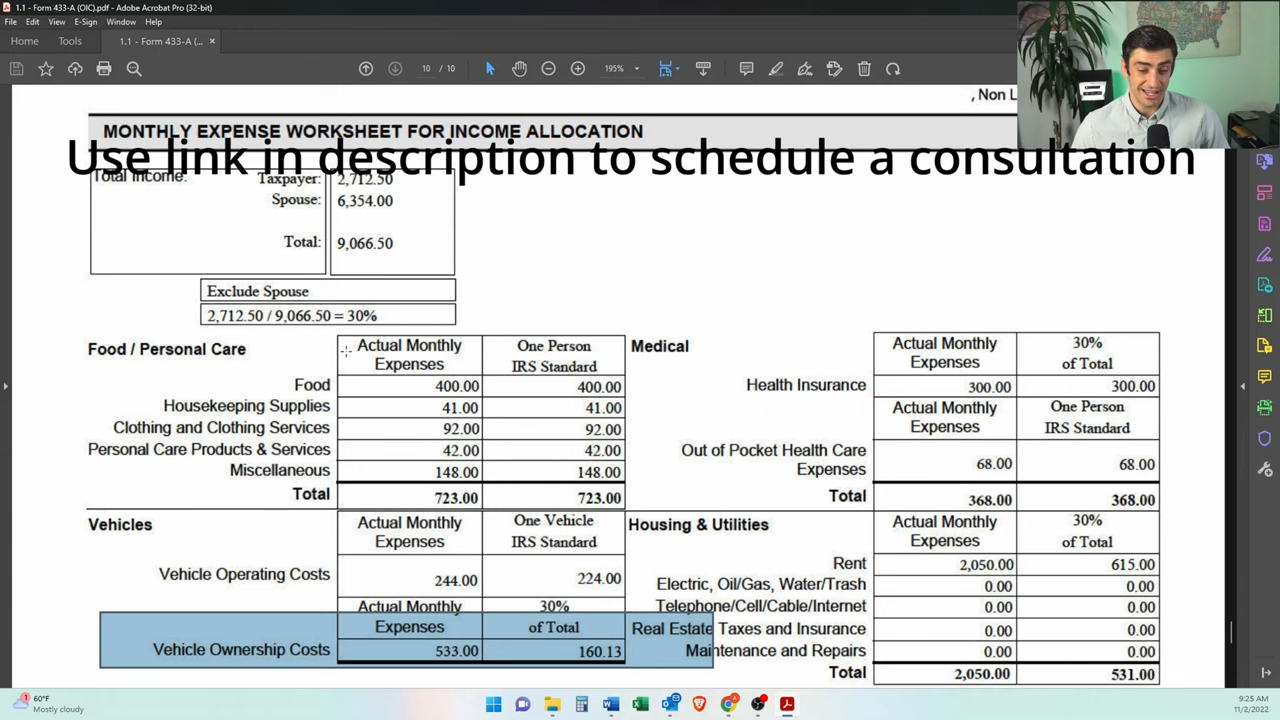 1.1 - Form 433-A (OIC).pdf - Adobe Acrobat Pro (32-bit)
File Edit View E-Sign Window Help
Home Tools 1.1 - Form 433-A (... ×
10 / 10 195%
, Non L
MONTHLY EXPENSE WORKSHEET FOR INCOME ALLOCATION
Use link in description to schedule a consultation
Total Income: Taxpayer: 2,712.50
Spouse: 6,354.00
Total: 9,066.50
Exclude Spouse
2,712.50 / 9,066.50 = 30%
Food / Personal Care Actual Monthly Expenses One Person IRS Standard
Food 400.00 400.00
Housekeeping Supplies 41.00 41.00
Clothing and Clothing Services 92.00 92.00
Personal Care Products & Services 42.00 42.00
Miscellaneous 148.00 148.00
Total 723.00 723.00
Medical Actual Monthly Expenses 30% of Total
Health Insurance 300.00 300.00
Actual Monthly Expenses One Person IRS Standard
Out of Pocket Health Care Expenses 68.00 68.00
Total 368.00 368.00
Vehicles Actual Monthly Expenses One Vehicle IRS Standard
Vehicle Operating Costs 244.00 224.00
Actual Monthly Expenses 30% of Total
Vehicle Ownership Costs 533.00 160.13
Housing & Utilities Actual Monthly Expenses 30% of Total
Rent 2,050.00 615.00
Electric, Oil/Gas, Water/Trash 0.00 0.00
Telephone/Cell/Cable/Internet 0.00 0.00
Real Estate Taxes and Insurance 0.00 0.00
Maintenance and Repairs 0.00 0.00
Total 2,050.00 531.00
1 60°F
Mostly cloudy
9:25 AM
11/2/2022